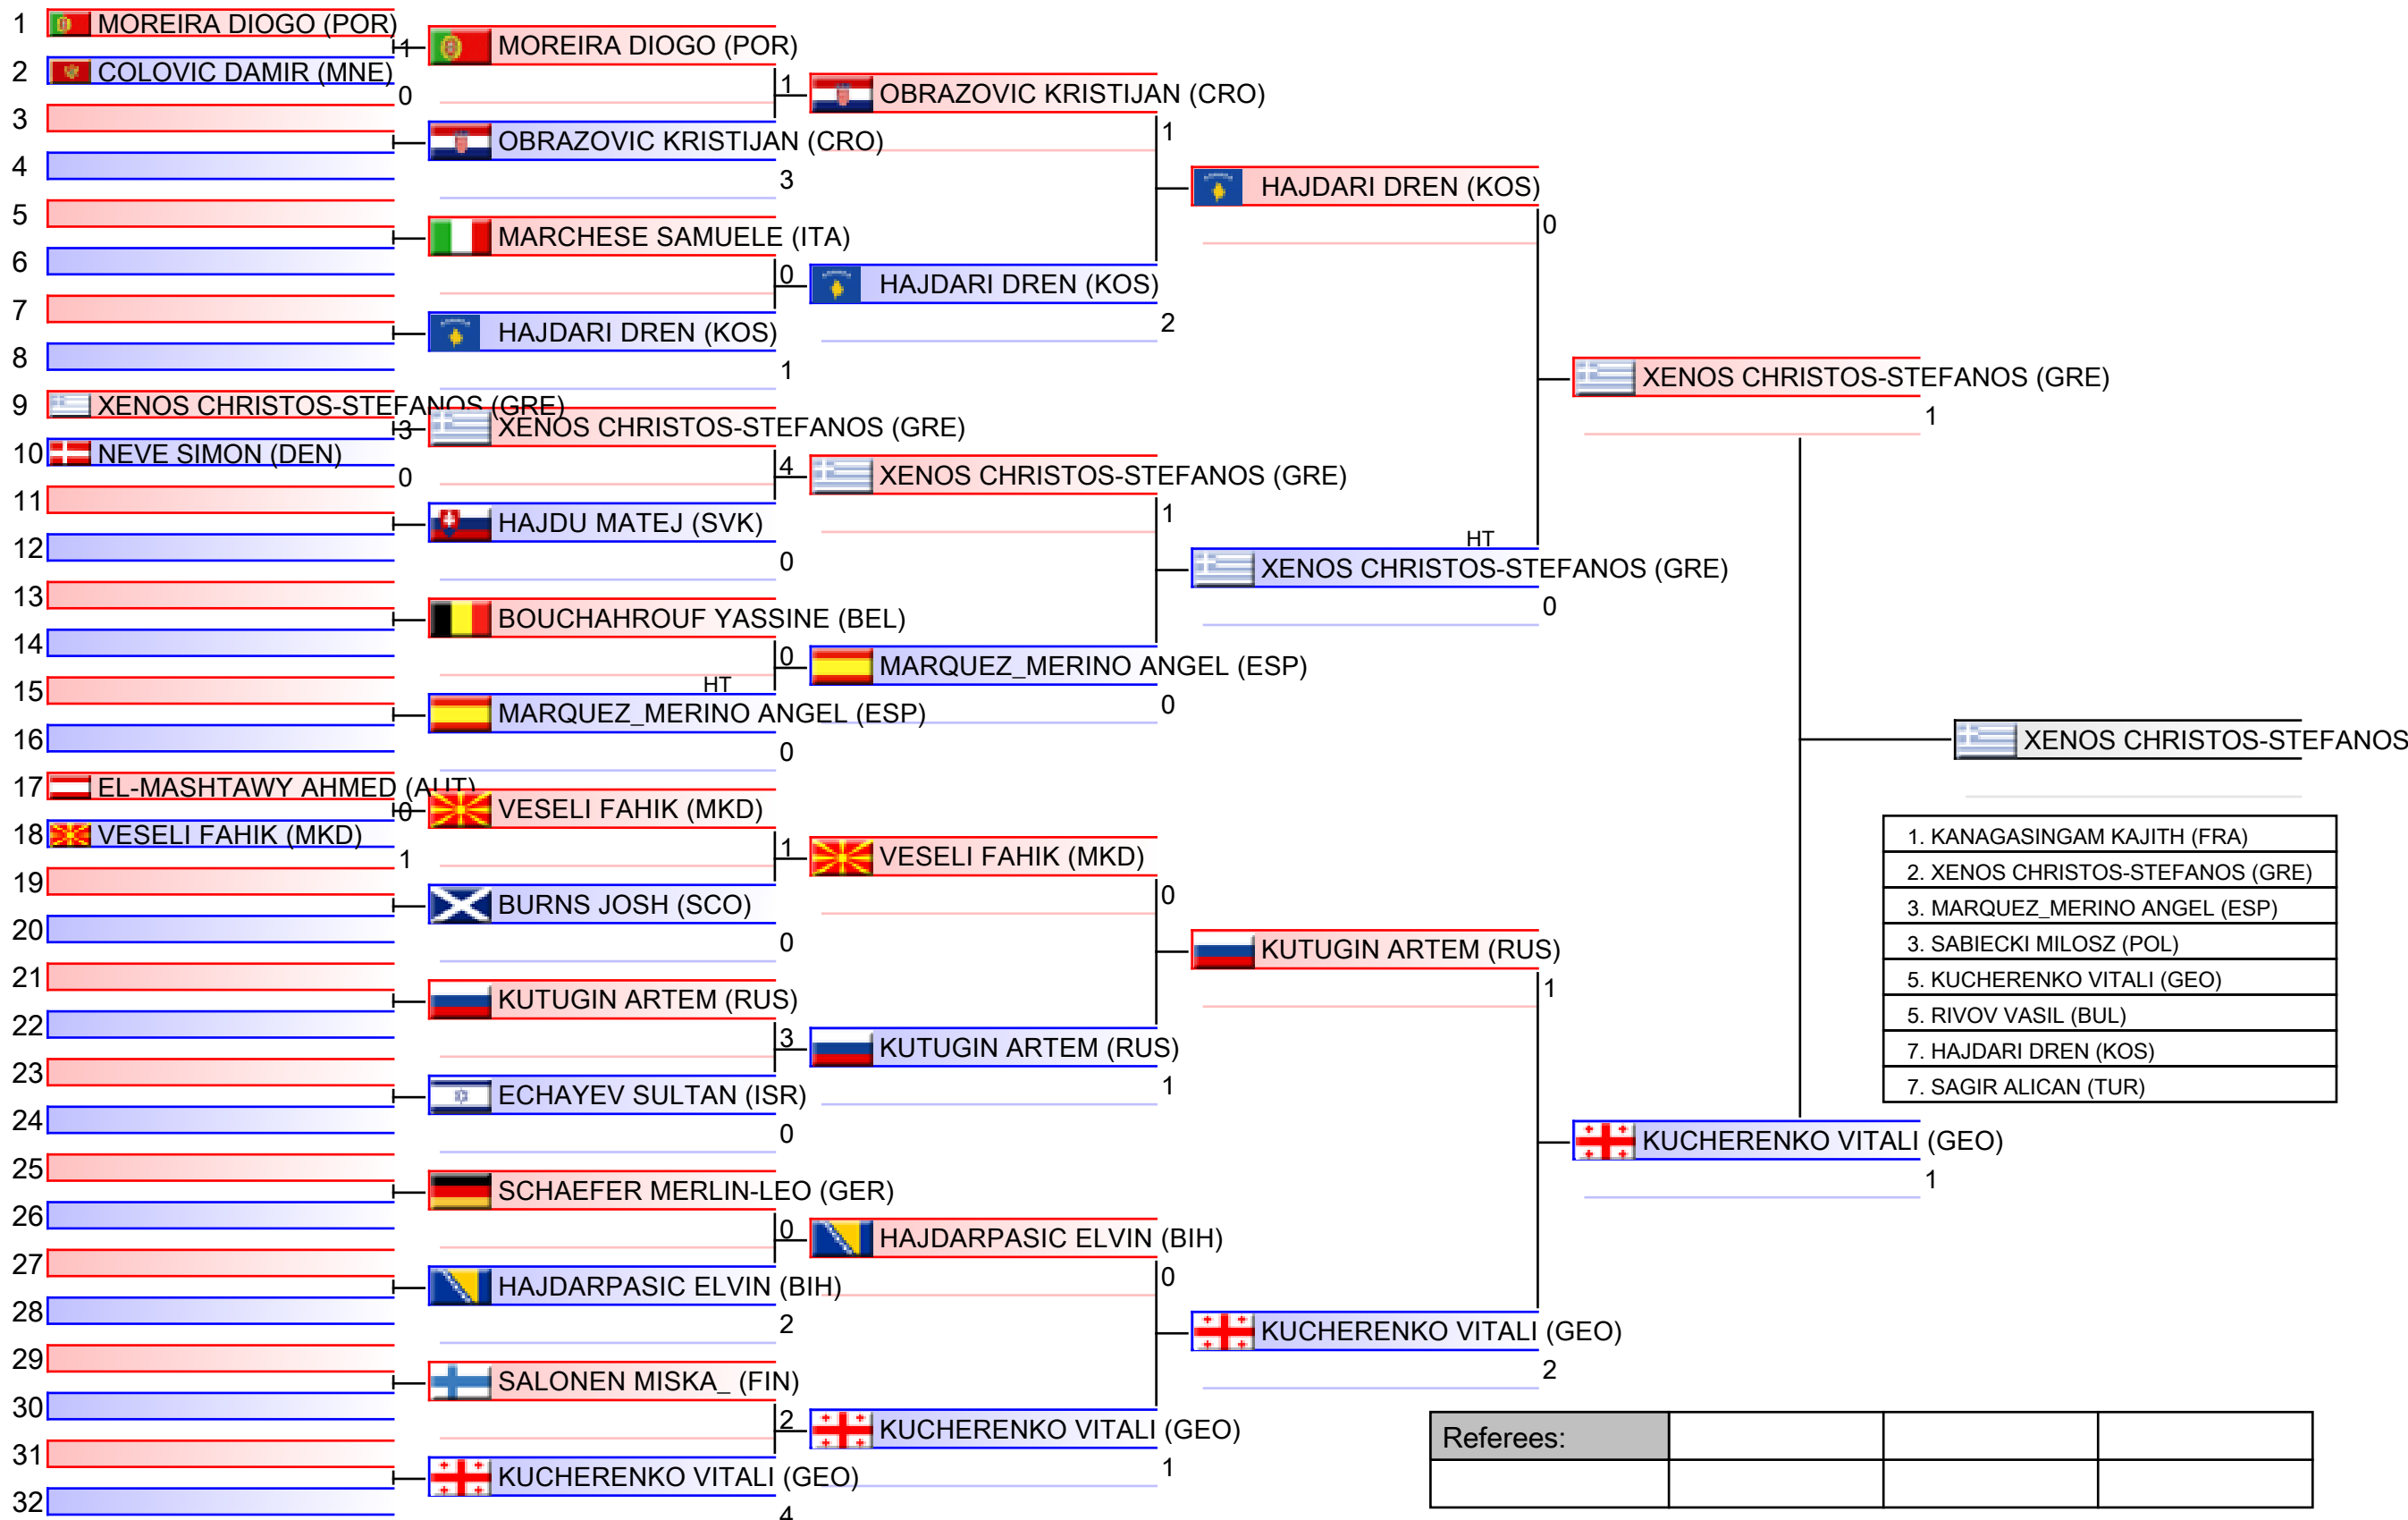 1 MOREIRA DIOGO (POR)
1
2 COLOVIC DAMIR (MNE)
0
3
4
5
6
7
8
9 XENOS CHRISTOS-STEFANOS (GRE)
3
10 NEVE SIMON (DEN)
0
11
12
13
14
15
16
17 EL-MASHTAWY AHMED (AUT)
0
18 VESELI FAHIK (MKD)
1
19
20
21
22
23
24
25
26
27
28
29
30
31
32
MOREIRA DIOGO (POR)
1
OBRAZOVIC KRISTIJAN (CRO)
3
MARCHESE SAMUELE (ITA)
0
HAJDARI DREN (KOS)
1
XENOS CHRISTOS-STEFANOS (GRE)
4
HAJDU MATEJ (SVK)
0
BOUCHAHROUF YASSINE (BEL)
0
HT
MARQUEZ_MERINO ANGEL (ESP)
0
VESELI FAHIK (MKD)
1
BURNS JOSH (SCO)
0
KUTUGIN ARTEM (RUS)
3
ECHAYEV SULTAN (ISR)
0
SCHAEFER MERLIN-LEO (GER)
0
HAJDARPASIC ELVIN (BIH)
2
SALONEN MISKA_ (FIN)
2
KUCHERENKO VITALI (GEO)
4
OBRAZOVIC KRISTIJAN (CRO)
1
HAJDARI DREN (KOS)
2
XENOS CHRISTOS-STEFANOS (GRE)
1
MARQUEZ_MERINO ANGEL (ESP)
0
VESELI FAHIK (MKD)
0
KUTUGIN ARTEM (RUS)
1
HAJDARPASIC ELVIN (BIH)
0
KUCHERENKO VITALI (GEO)
1
HAJDARI DREN (KOS)
0
HT
XENOS CHRISTOS-STEFANOS (GRE)
0
KUTUGIN ARTEM (RUS)
1
KUCHERENKO VITALI (GEO)
2
XENOS CHRISTOS-STEFANOS (GRE)
1
KUCHERENKO VITALI (GEO)
1
XENOS CHRISTOS-STEFANOS
1. KANAGASINGAM KAJITH (FRA)
2. XENOS CHRISTOS-STEFANOS (GRE)
3. MARQUEZ_MERINO ANGEL (ESP)
3. SABIECKI MILOSZ (POL)
5. KUCHERENKO VITALI (GEO)
5. RIVOV VASIL (BUL)
7. HAJDARI DREN (KOS)
7. SAGIR ALICAN (TUR)
Referees: